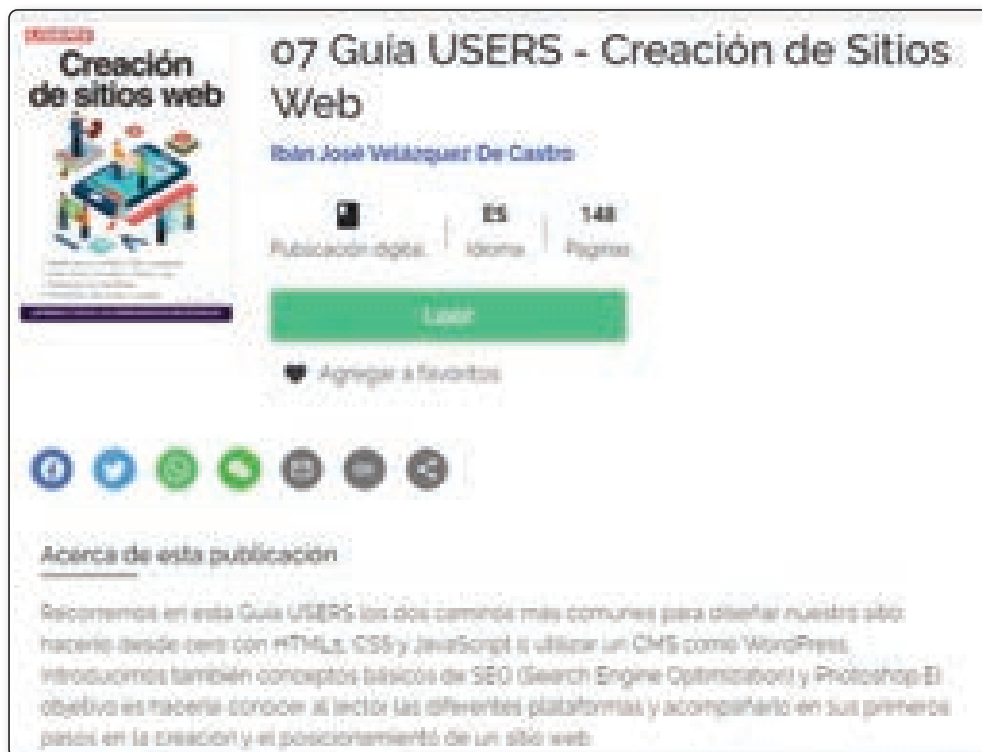 Creación
de sitios web
07 Guía USERS - Creación de Sitios
Web
Ibán José Velázquez De Castro
ES
148
Publicación digital
Idioma
Páginas
Leer
Agregar a favoritos
Acerca de esta publicación
Recorremos en esta Guía USERS los dos caminos más comunes para diseñar nuestro sitio:
hacerlo desde cero con HTML5, CSS y JavaScript o utilizar un CMS como WordPress.
Introducimos también conceptos básicos de SEO (Search Engine Optimization) y Photoshop.El
objetivo es hacerle conocer al lector las diferentes plataformas y acompañarlo en sus primeros
pasos en la creación y el posicionamiento de un sitio web.